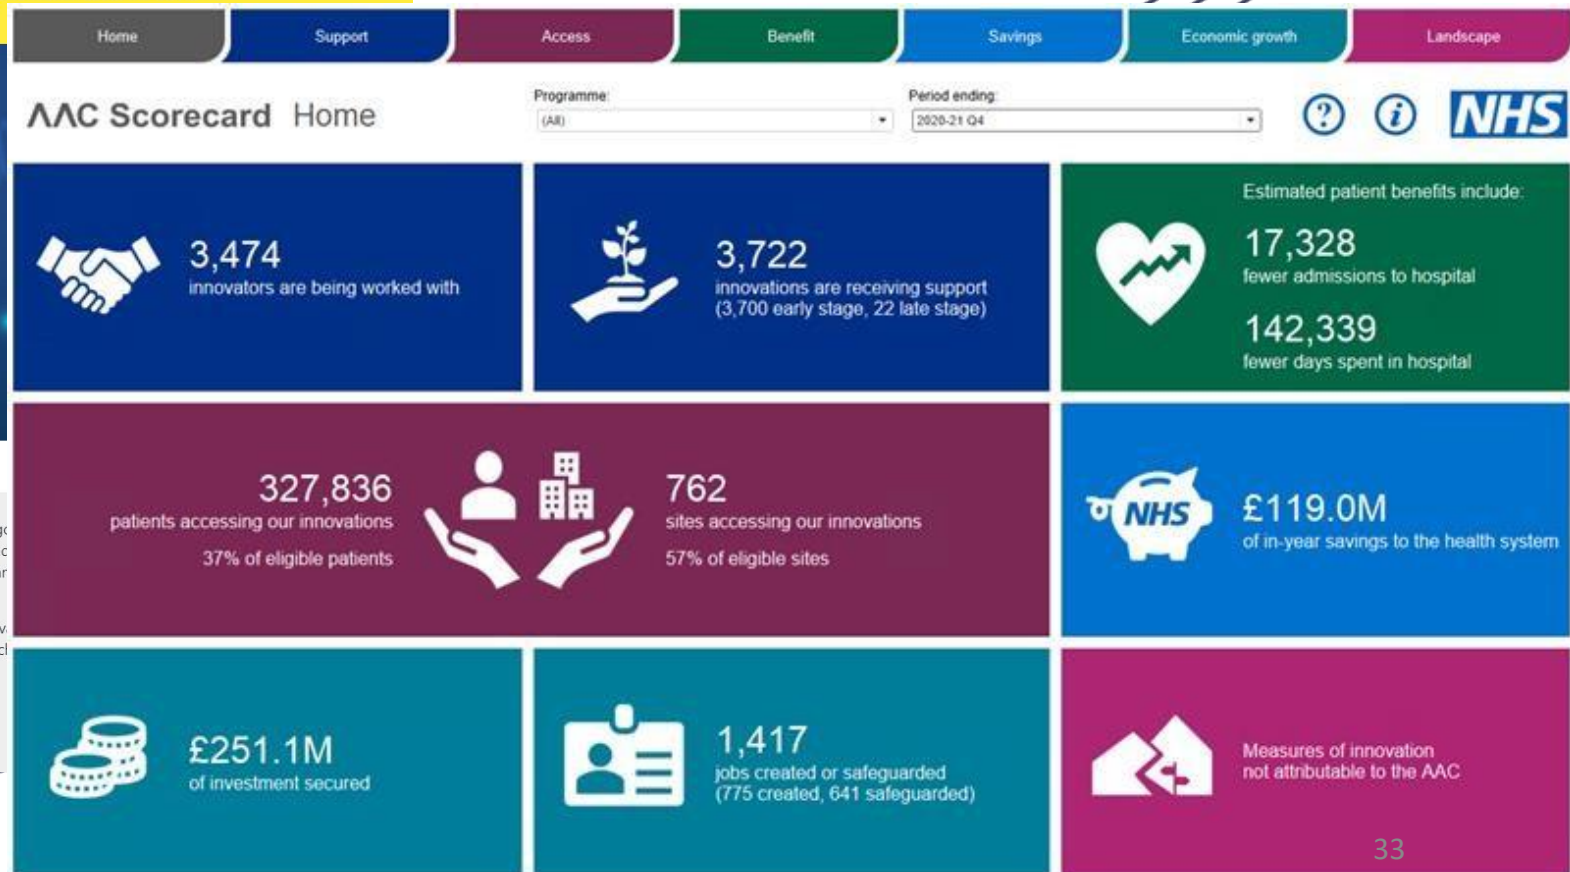 Home
Support
Access
Benefit
Savings
Economic growth
Landscape
ΛΛC Scorecard Home
Programme:
(All)
Period ending:
2020-21 Q4
?
i
NHS
3,474
innovators are being worked with
3,722
innovations are receiving support
(3,700 early stage, 22 late stage)
Estimated patient benefits include:
17,328
fewer admissions to hospital
142,339
fewer days spent in hospital
327,836
patients accessing our innovations
37% of eligible patients
762
sites accessing our innovations
57% of eligible sites
NHS
£119.0M
of in-year savings to the health system
£251.1M
of investment secured
1,417
jobs created or safeguarded
(775 created, 641 safeguarded)
Measures of innovation
not attributable to the AAC
33